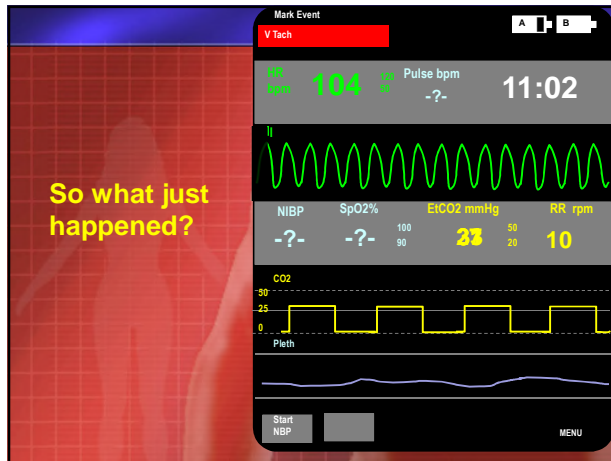 Mark Event
A B
V Tach
HR
bpm
104
120
50
Pulse bpm
-?-
11:02
II
So what just
happened?
NIBP
SpO2%
EtCO2 mmHg
RR rpm
-?-
-?-
100
90
50
20
10
CO2
50
25
0
Pleth
Start
NBP
MENU